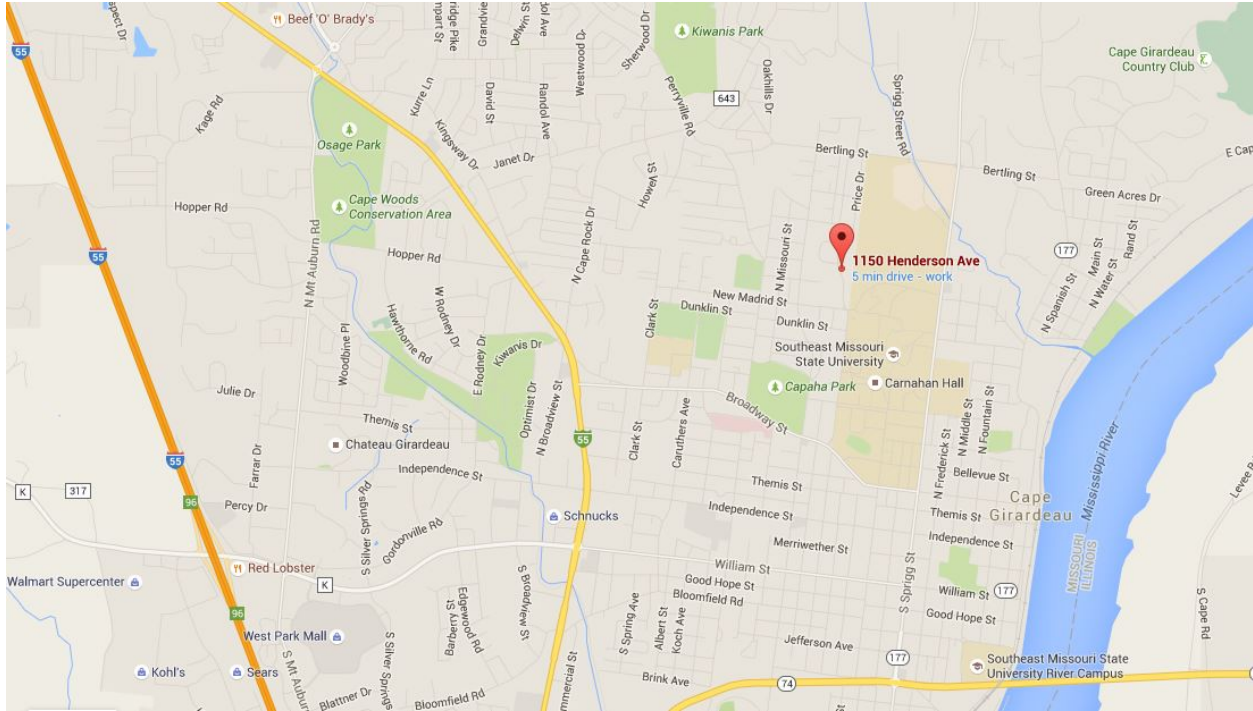 Beef 'O' Brady's
Grandview
Delwin St
Westwood Dr
Sherwood Dr
Kiwanis Park
Oakhills Dr
Cape Girardeau
Country Club
55
Kage Rd
Kurre Ln
David St
Randol Ave
Perryville Rd
643
Sprigg Street Rd
Osage Park
Kingsway Dr
Janet Dr
Howell St
Bertling St
Price Dr
Bertling St
Green Acres Dr
Hopper Rd
Cape Woods
Conservation Area
N Mt Auburn Rd
N Cape Rock Dr
N Missouri St
177
Main St
Rand St
N Water St
N Spanish St
55
Hopper Rd
1150 Henderson Ave
5 min drive - work
W Rodney Dr
Hawthorne Rd
Clark St
New Madrid St
Dunklin St
Dunklin St
Woodbine Pl
E Rodney Dr
Kiwanis Dr
Southeast Missouri
State University
Julie Dr
Optimist Dr
N Broadview St
Capaha Park
Carnahan Hall
Broadway St
Themis St
Chateau Girardeau
55
Clark St
Caruthers Ave
N Frederick St
N Middle St
N Fountain St
Mississippi River
55
Farrar Dr
Independence St
Themis St
Bellevue St
K
317
96
Percy Dr
S Silver Springs Rd
Gordonville Rd
Schnucks
Independence St
Cape
Girardeau
Themis St
Independence St
Merriwether St
MISSOURI
ILLINOIS
Red Lobster
K
William St
Walmart Supercenter
S Broadview St
Good Hope St
Bloomfield Rd
S Sprigg St
William St
177
Good Hope St
S Cape Rd
96
Edgewood Rd
Barberry St
S Spring Ave
Albert St
Koch Ave
West Park Mall
Jefferson Ave
177
Southeast Missouri State
University River Campus
Kohl's
Sears
S Mt Aubur
S Silver Springs
Blattner Dr
Bloomfield Rd
Brink Ave
74